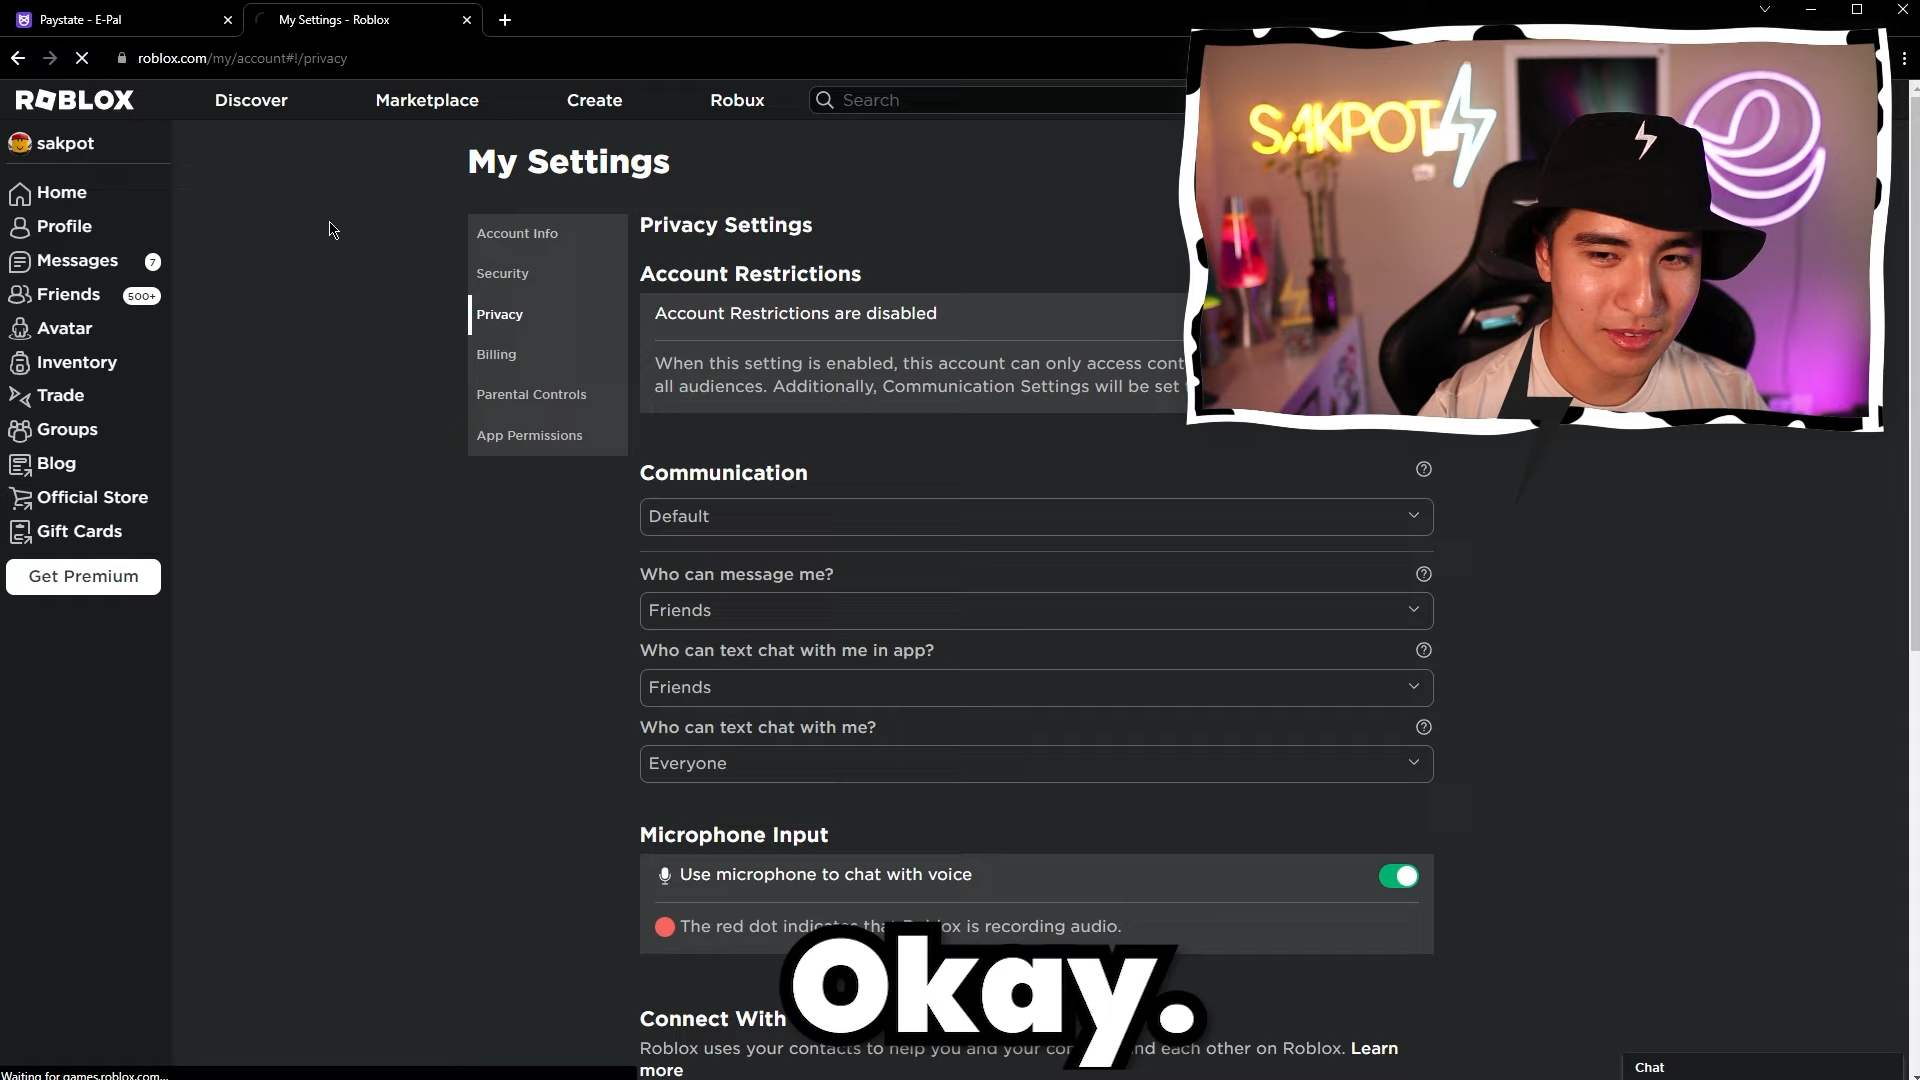 Paystate - E-Pal
My Settings - Roblox
roblox.com/my/account#!/privacy
ROBLOX
Discover
Marketplace
Create
Robux
Search
sakpot
Home
Profile
Messages
7
Friends
500+
Avatar
Inventory
Trade
Groups
Blog
Official Store
Gift Cards
Get Premium
My Settings
Account Info
Security
Privacy
Billing
Parental Controls
App Permissions
Privacy Settings
Account Restrictions
Account Restrictions are disabled
When this setting is enabled, this account can only access cont
all audiences. Additionally, Communication Settings will be set
SAKPOT
Communication
Default
Who can message me?
Friends
Who can text chat with me in app?
Friends
Who can text chat with me?
Everyone
Microphone Input
Use microphone to chat with voice
The red dot indicates that Roblox is recording audio.
Okay.
Connect With
Roblox uses your contacts to help you and your con nd each other on Roblox. Learn
more
Waiting for games.roblox.com...
Chat